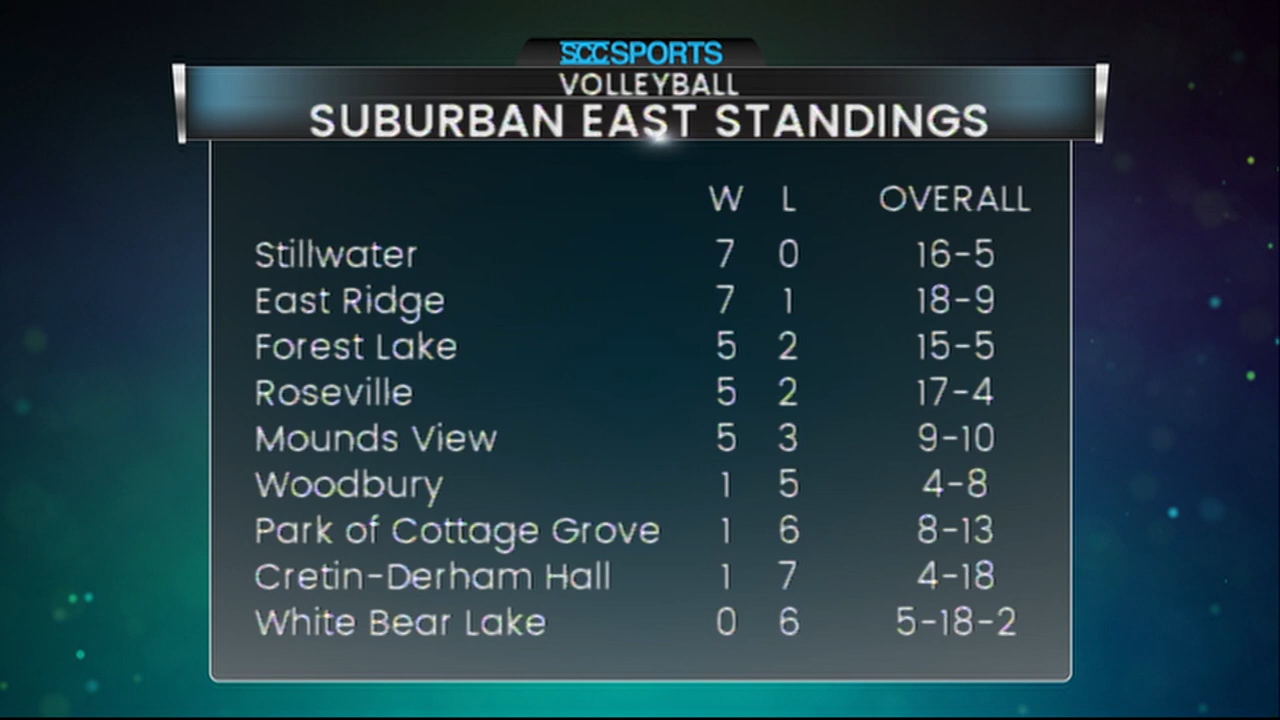 SCCSPORTS
VOLLEYBALL
SUBURBAN EAST STANDINGS
W L OVERALL
Stillwater 7 0 16-5
East Ridge 7 1 18-9
Forest Lake 5 2 15-5
Roseville 5 2 17-4
Mounds View 5 3 9-10
Woodbury 1 5 4-8
Park of Cottage Grove 1 6 8-13
Cretin-Derham Hall 1 7 4-18
White Bear Lake 0 6 5-18-2